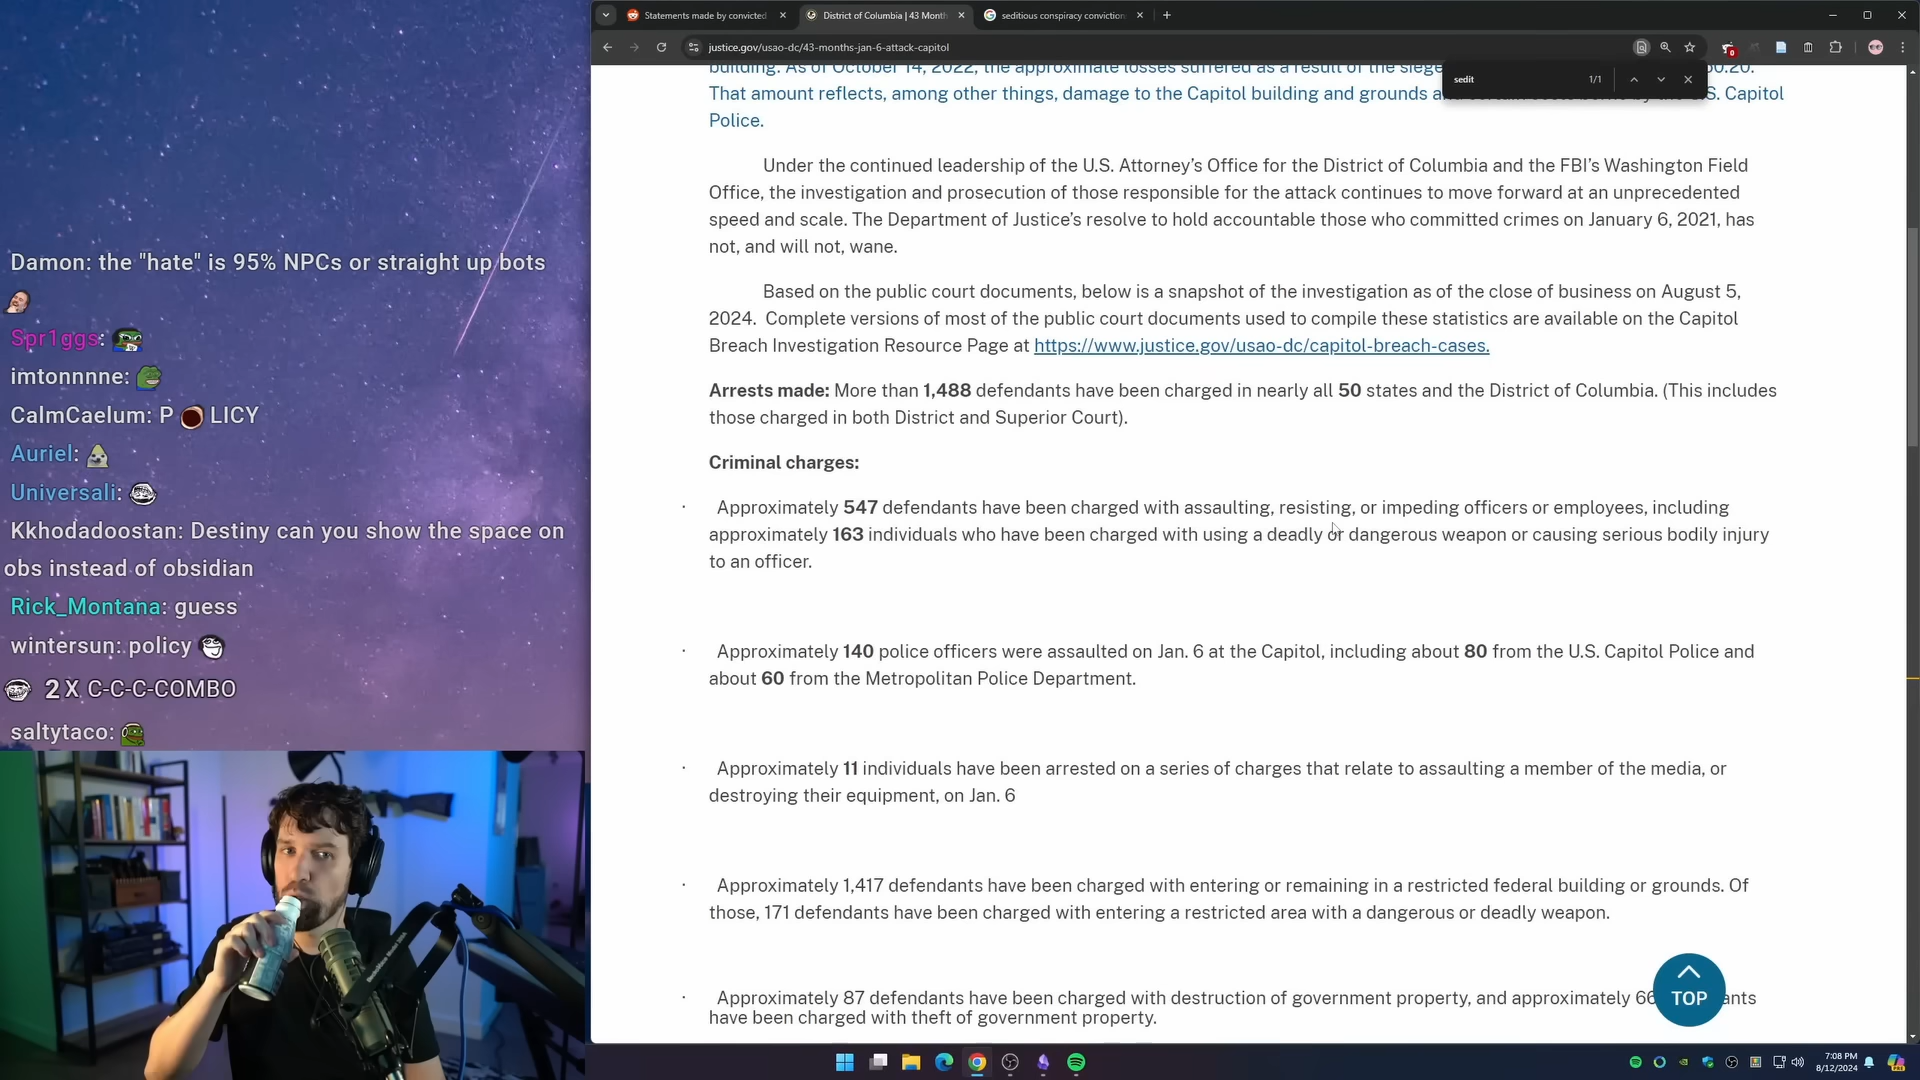 Statements made by convicted
District of Columbia | 43 Month
seditious conspiracy conviction
justice.gov/usao-dc/43-months-jan-6-attack-capitol
sedit
1/1
building. As of October 14, 2022, the approximate losses suffered as a result of the siege
That amount reflects, among other things, damage to the Capitol building and grounds
S. Capitol
Police.
Under the continued leadership of the U.S. Attorney’s Office for the District of Columbia and the FBI’s Washington Field
Office, the investigation and prosecution of those responsible for the attack continues to move forward at an unprecedented
speed and scale. The Department of Justice’s resolve to hold accountable those who committed crimes on January 6, 2021, has
not, and will not, wane.
Based on the public court documents, below is a snapshot of the investigation as of the close of business on August 5,
2024. Complete versions of most of the public court documents used to compile these statistics are available on the Capitol
Breach Investigation Resource Page at https://www.justice.gov/usao-dc/capitol-breach-cases.
Arrests made: More than 1,488 defendants have been charged in nearly all 50 states and the District of Columbia. (This includes
those charged in both District and Superior Court).
Criminal charges:
· Approximately 547 defendants have been charged with assaulting, resisting, or impeding officers or employees, including
approximately 163 individuals who have been charged with using a deadly or dangerous weapon or causing serious bodily injury
to an officer.
· Approximately 140 police officers were assaulted on Jan. 6 at the Capitol, including about 80 from the U.S. Capitol Police and
about 60 from the Metropolitan Police Department.
· Approximately 11 individuals have been arrested on a series of charges that relate to assaulting a member of the media, or
destroying their equipment, on Jan. 6
· Approximately 1,417 defendants have been charged with entering or remaining in a restricted federal building or grounds. Of
those, 171 defendants have been charged with entering a restricted area with a dangerous or deadly weapon.
· Approximately 87 defendants have been charged with destruction of government property, and approximately
have been charged with theft of government property.
TOP
Damon: the "hate" is 95% NPCs or straight up bots
Spr1ggs:
imtonnnne:
CalmCaelum: P LICY
Auriel:
Universali:
Kkhodadoostan: Destiny can you show the space on
obs instead of obsidian
Rick_Montana: guess
wintersun: policy
2 X C-C-C-COMBO
saltytaco:
7:08 PM
8/12/2024